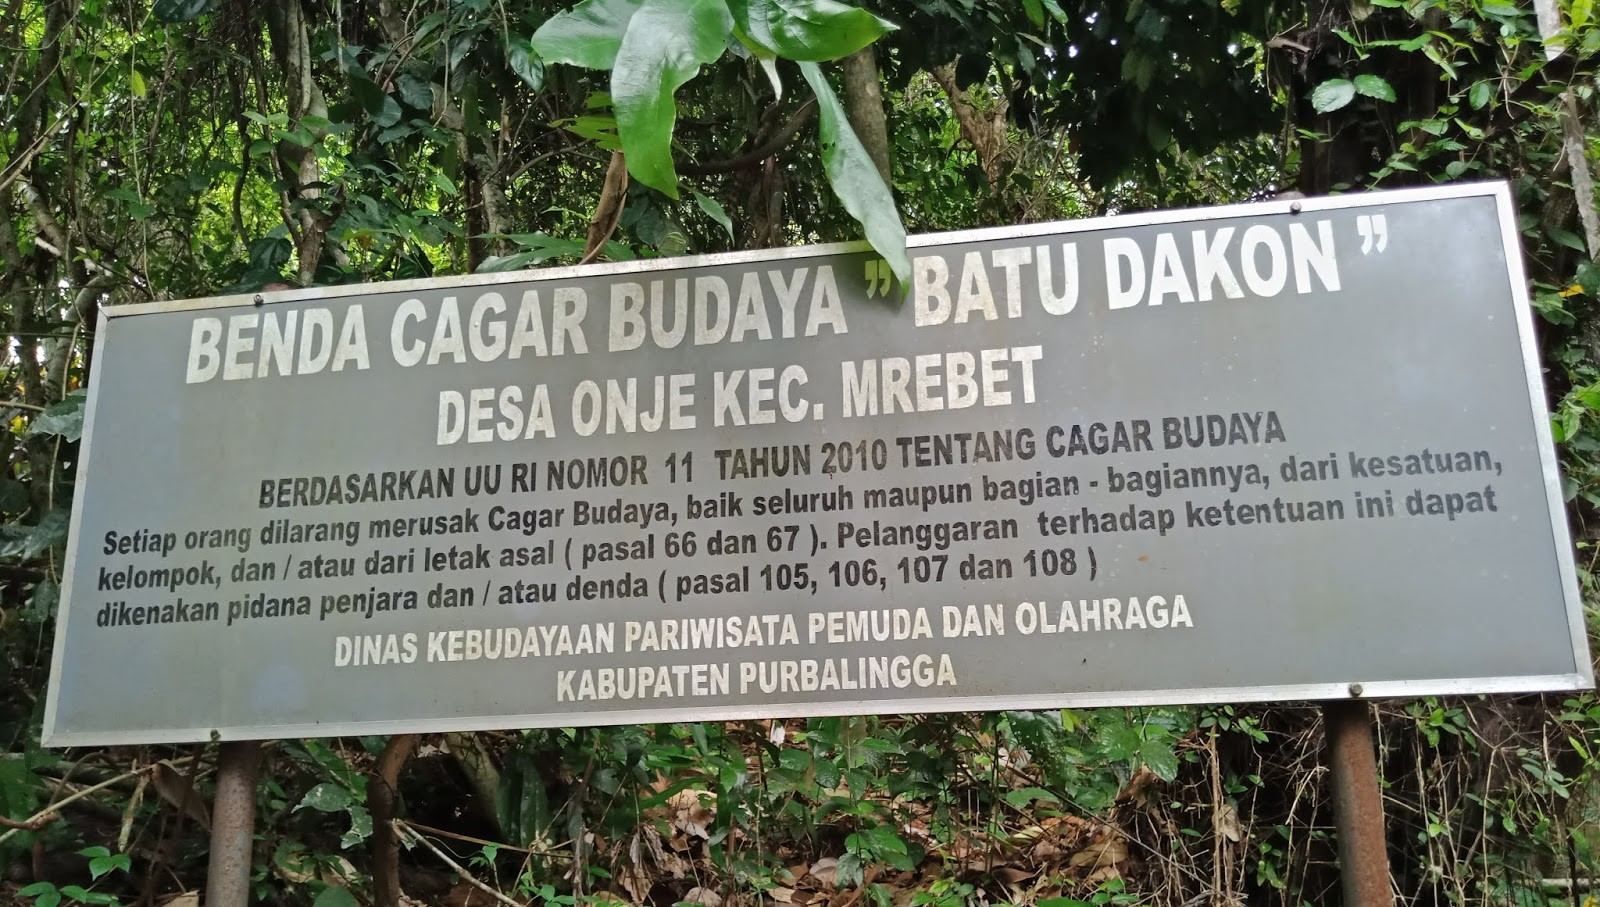 BENDA CAGAR BUDAYA " BATU DAKON "
DESA ONJE KEC. MREBET
BERDASARKAN UU RI NOMOR 11 TAHUN 2010 TENTANG CAGAR BUDAYA
Setiap orang dilarang merusak Cagar Budaya, baik seluruh maupun bagian - bagiannya, dari kesatuan,
kelompok, dan / atau dari letak asal ( pasal 66 dan 67 ). Pelanggaran terhadap ketentuan ini dapat
dikenakan pidana penjara dan / atau denda ( pasal 105, 106, 107 dan 108 )
DINAS KEBUDAYAAN PARIWISATA PEMUDA DAN OLAHRAGA
KABUPATEN PURBALINGGA